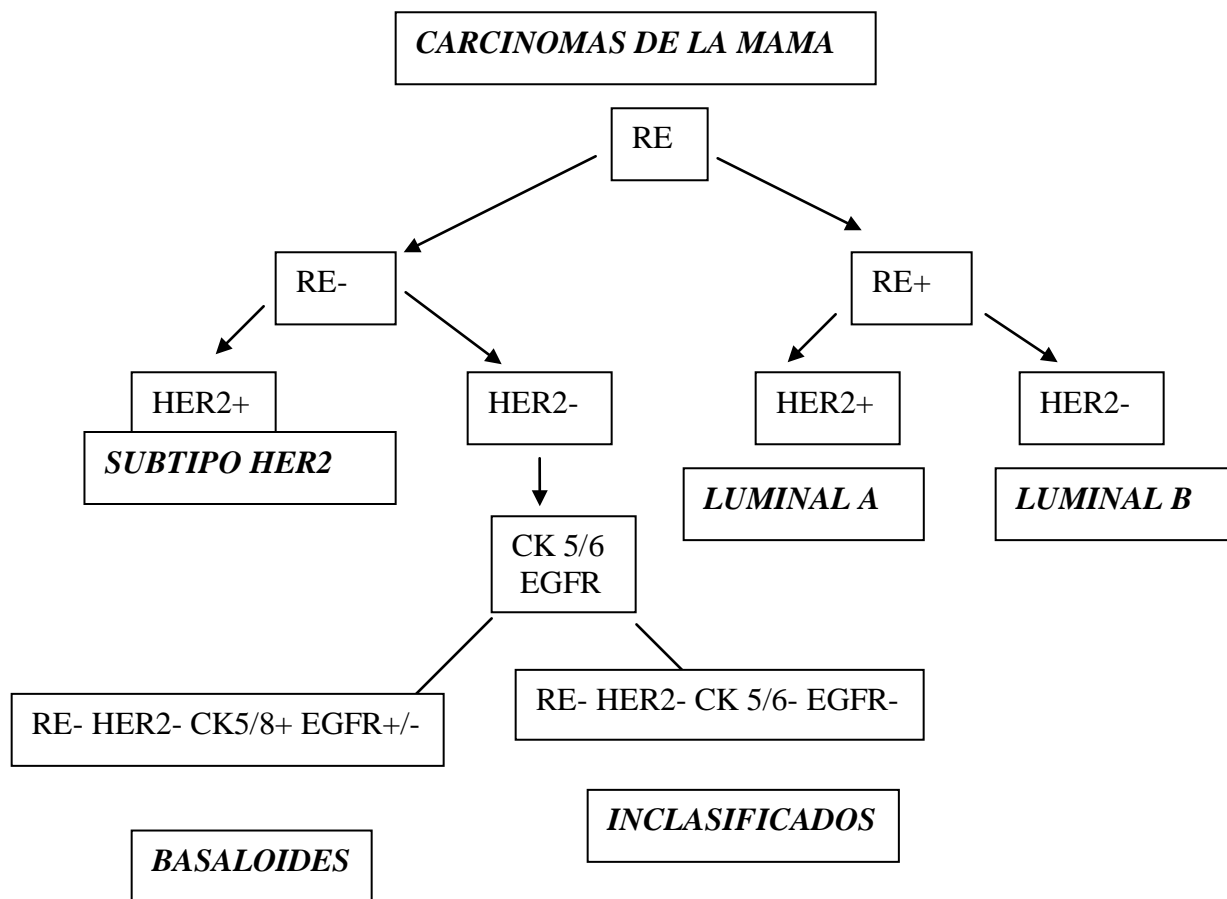 CARCINOMAS DE LA MAMA
RE
RE-
RE+
HER2+
HER2-
HER2+
HER2-
SUBTIPO HER2
LUMINAL A
LUMINAL B
CK 5/6
EGFR
RE- HER2- CK5/8+ EGFR+/-
RE- HER2- CK 5/6- EGFR-
INCLASIFICADOS
BASALOIDES